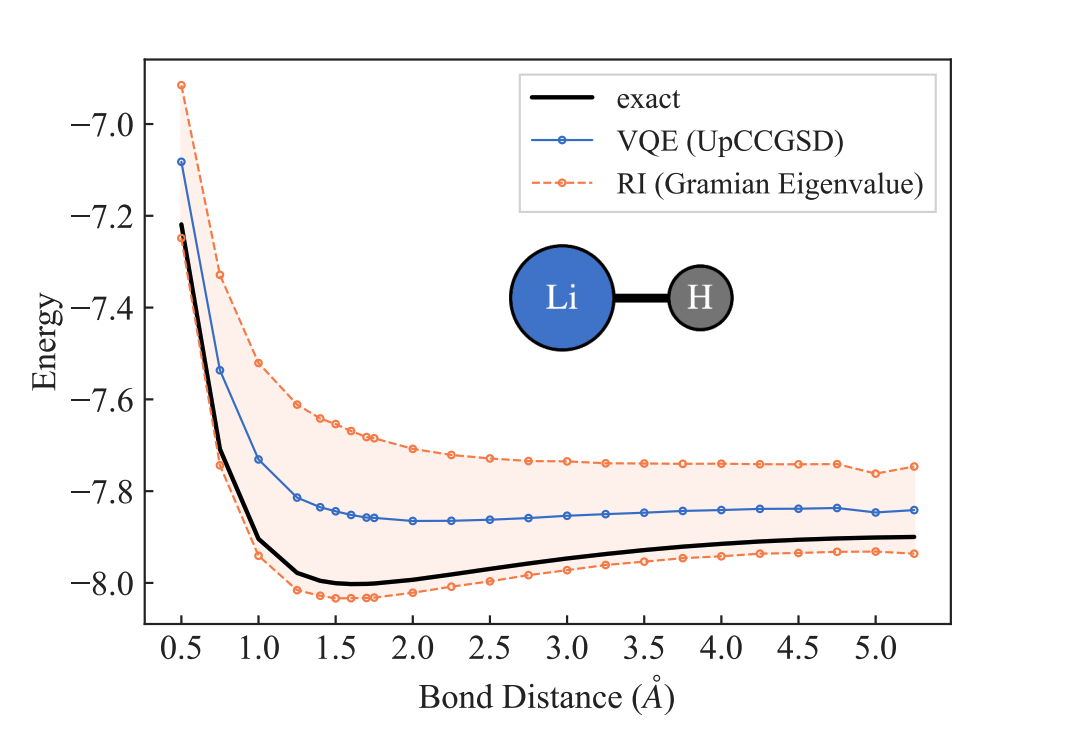 exact
VQE (UpCCGSD)
RI (Gramian Eigenvalue)
Li
H
Energy
−7.0
−7.2
−7.4
−7.6
−7.8
−8.0
0.5 1.0 1.5 2.0 2.5 3.0 3.5 4.0 4.5 5.0
Bond Distance (Å)